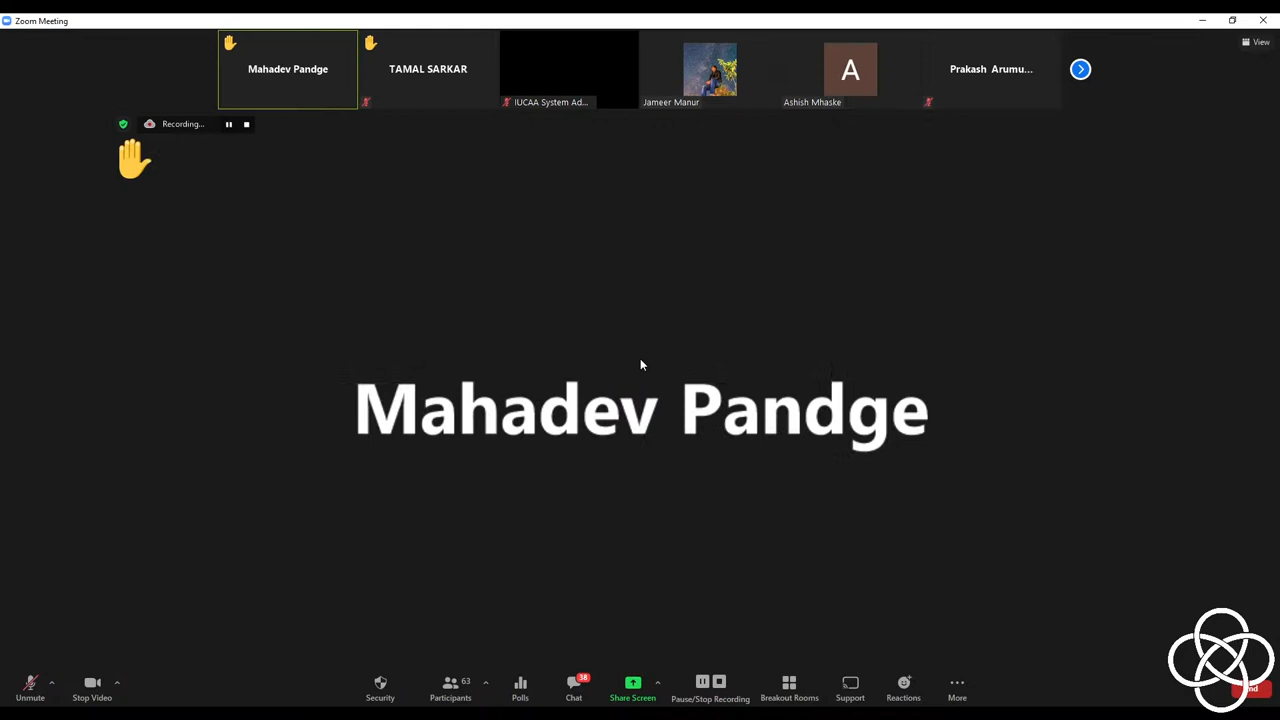 Zoom Meeting
View
Mahadev Pandge
TAMAL SARKAR
IUCAA System Ad...
Jameer Manur
A
Ashish Mhaske
Prakash Arumu...
Recording...
Mahadev Pandge
Unmute
Stop Video
Security
63
Participants
Polls
38
Chat
Share Screen
Pause/Stop Recording
Breakout Rooms
Support
Reactions
More